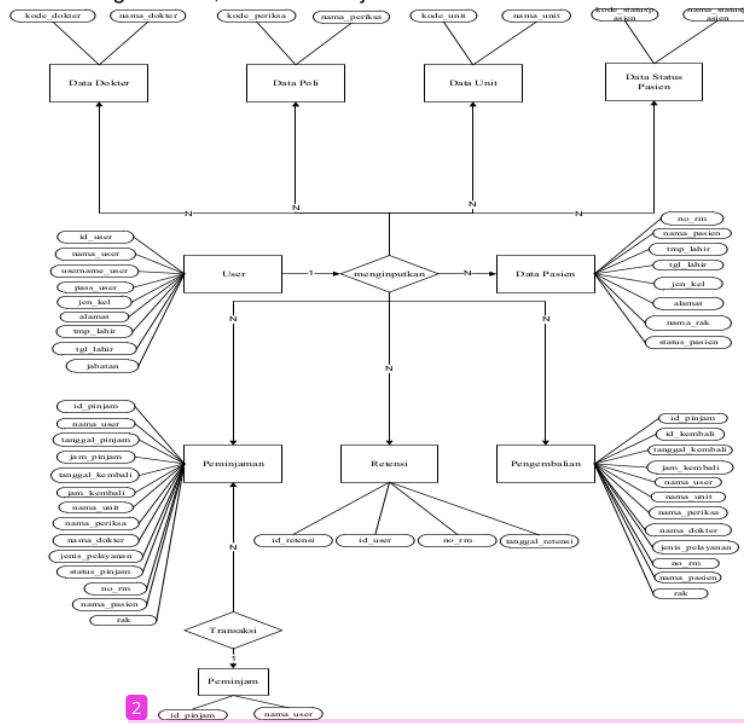 kode_dokter
nama_dokter
kode_periksa
nama_periksa
kode_unit
nama_unit
Data Dokter
Data Poli
Data Unit
Data Status
Pasien
N
N
N
N
id_user
nama_user
username_user
pass_user
jen_kel
alamat
tmp_lahir
tgl_lahir
jabatan
User
1
menginputkan
N
Data Pasien
no_rm
nama_pasien
tmp_lahir
tgl_lahir
jen_kel
alamat
nama_rak
status_pasien
N
N
N
id_pinjam
nama_user
tanggal_pinjam
jam_pinjam
tanggal_kembali
jam_kembali
nama_unit
nama_periksa
nama_dokter
jenis_pelayanan
status_pinjam
no_rm
nama_pasien
rak
Peminjaman
Retensi
Pengembalian
id_pinjam
id_kembali
tanggal_kembali
jam_kembali
nama_user
nama_unit
nama_periksa
nama_dokter
jenis_pelayanan
no_rm
nama_pasien
rak
id_retensi
id_user
no_rm
tanggal_retensi
N
Transaksi
1
Peminjam
2
id_pinjam
nama_user